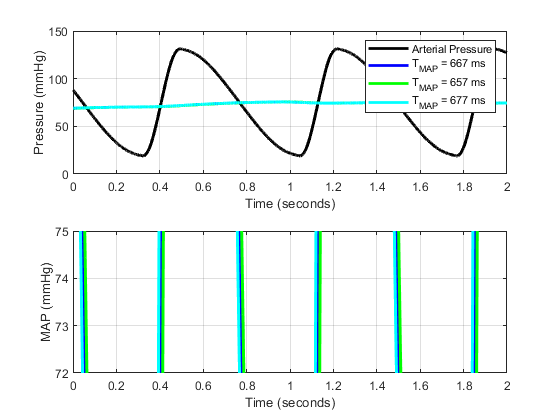 150
100
50
0
Pressure (mmHg)
Arterial Pressure
T_MAP = 667 ms
T_MAP = 657 ms
T_MAP = 677 ms
0 0.2 0.4 0.6 0.8 1 1.2 1.4 1.6 1.8 2
Time (seconds)
75
74
73
72
MAP (mmHg)
0 0.2 0.4 0.6 0.8 1 1.2 1.4 1.6 1.8 2
Time (seconds)